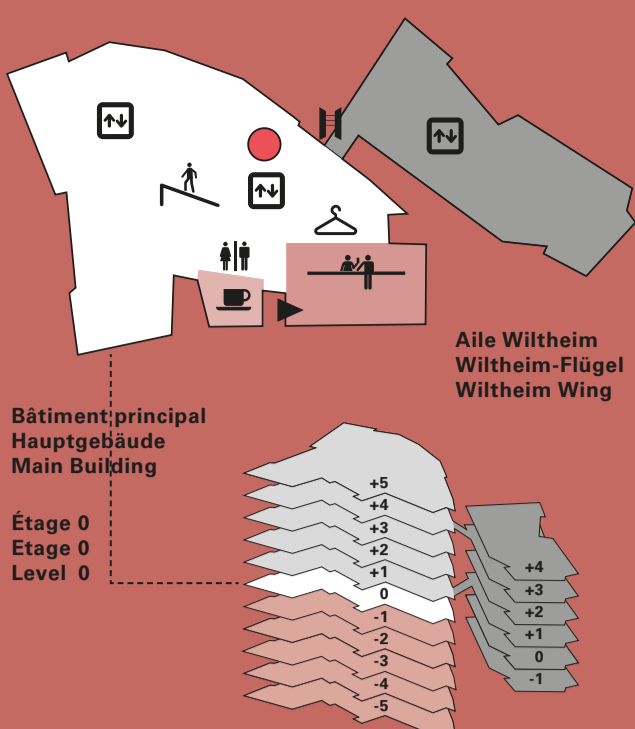 Aile Wiltheim
Wiltheim-Flügel
Wiltheim Wing
Bâtiment principal
Hauptgebäude
Main Building
Étage 0
Etage 0
Level 0
+5
+4
+3
+2
+1
0
-1
-2
-3
-4
-5
+4
+3
+2
+1
0
-1